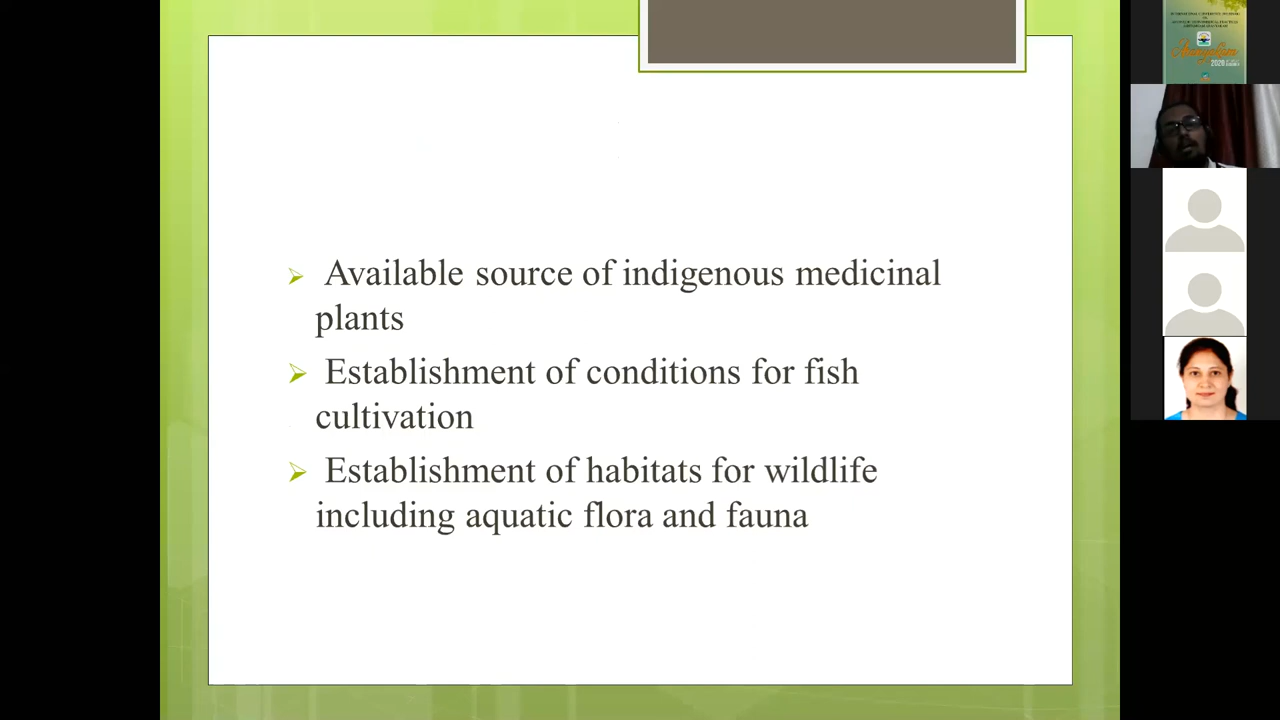 ➢ Available source of indigenous medicinal
plants
➢ Establishment of conditions for fish
cultivation
➢ Establishment of habitats for wildlife
including aquatic flora and fauna
2020